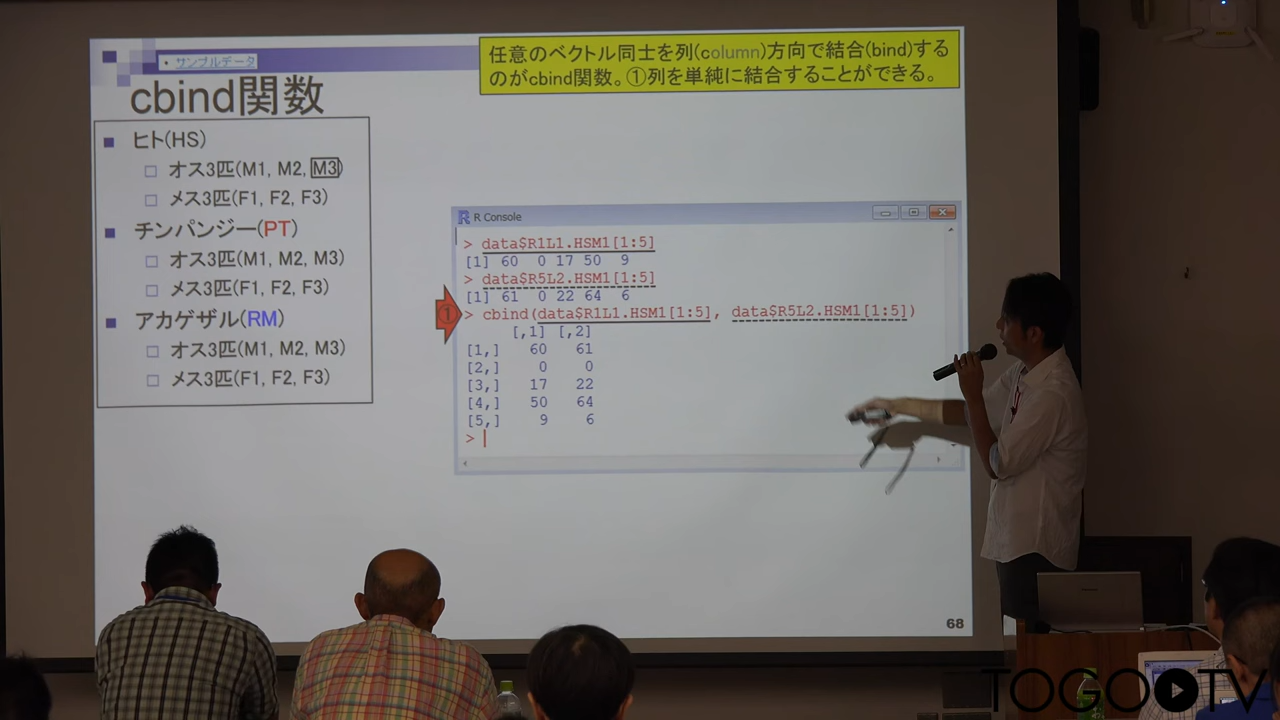 • サンプルデータ
任意のベクトル同士を列(column)方向で結合(bind)する
のがcbind関数。①列を単純に結合することができる。
cbind関数
ヒト(HS)
オス3匹(M1, M2, M3)
メス3匹(F1, F2, F3)
チンパンジー(PT)
オス3匹(M1, M2, M3)
メス3匹(F1, F2, F3)
アカゲザル(RM)
オス3匹(M1, M2, M3)
メス3匹(F1, F2, F3)
R Console
> data$R1L1.HSM1[1:5]
[1] 60 0 17 50 9
> data$R5L2.HSM1[1:5]
[1] 61 0 22 64 6
①
> cbind(data$R1L1.HSM1[1:5], data$R5L2.HSM1[1:5])
[,1] [,2]
[1,] 60 61
[2,] 0 0
[3,] 17 22
[4,] 50 64
[5,] 9 6
>
68
TOGO TV